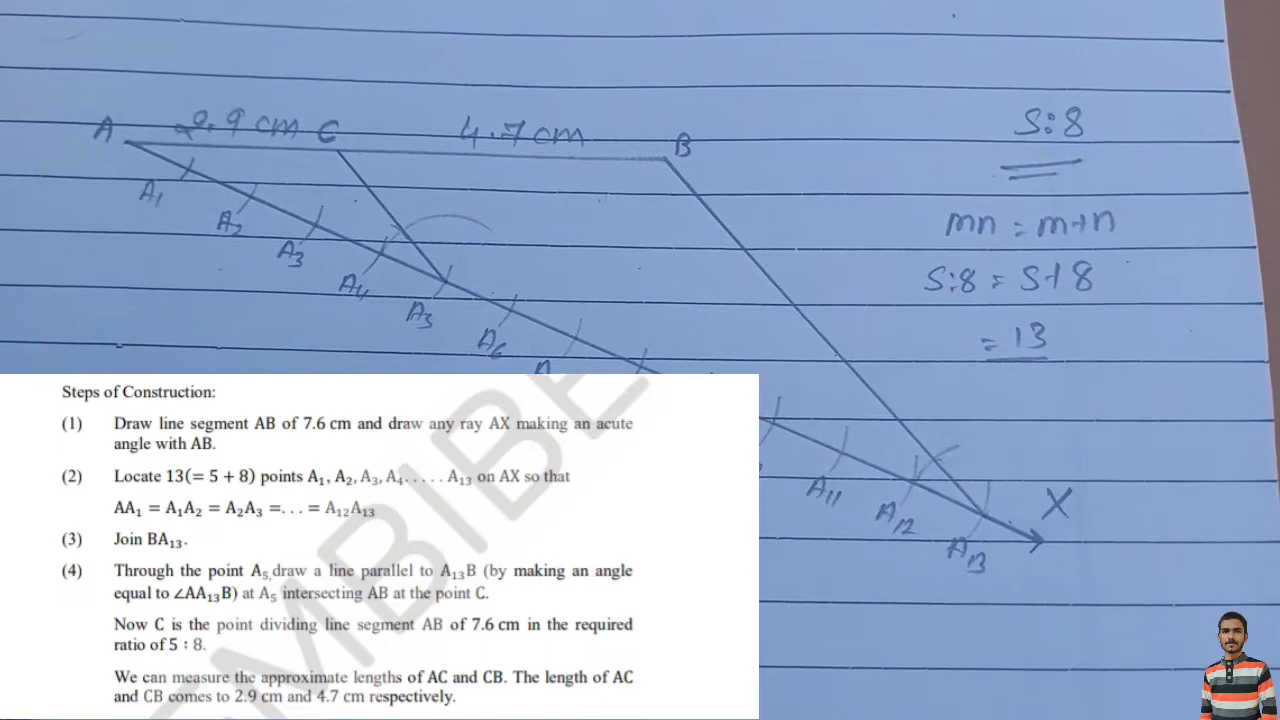 A 2.9 cm C 4.7 cm B
5:8
A1
A2
mn = m+n
A3
5:8 = 5+8
A4
A5
= 13
A6
Steps of Construction:
(1) Draw line segment AB of 7.6 cm and draw any ray AX making an acute
angle with AB.
(2) Locate 13(= 5 + 8) points A₁, A₂, A₃, A₄. . . . . A₁₃ on AX so that
AA₁ = A₁A₂ = A₂A₃ =. . . = A₁₂A₁₃
(3) Join BA₁₃.
(4) Through the point A₅,draw a line parallel to A₁₃B (by making an angle
equal to ∠AA₁₃B) at A₅ intersecting AB at the point C.
Now C is the point dividing line segment AB of 7.6 cm in the required
ratio of 5 : 8.
We can measure the approximate lengths of AC and CB. The length of AC
and CB comes to 2.9 cm and 4.7 cm respectively.
A11
A12
A13
X
EMBIBE